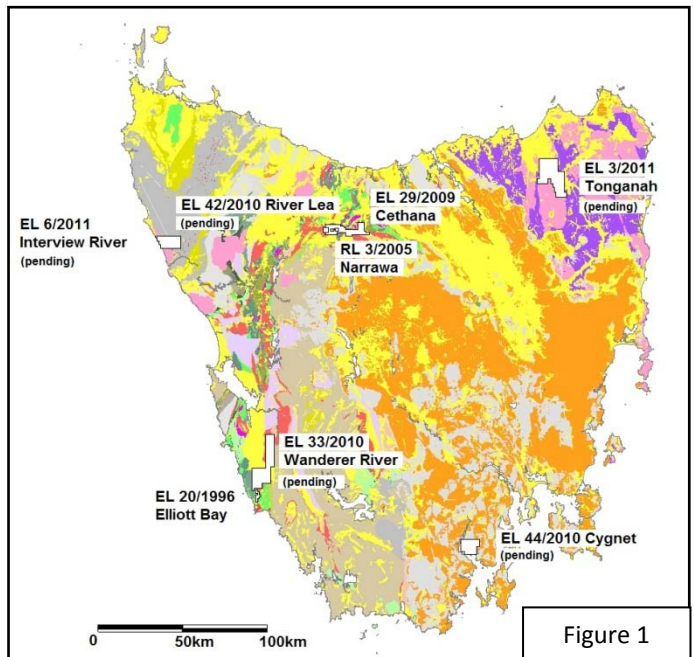 EL 3/2011
Tonganah
(pending)
EL 29/2009
Cethana
EL 42/2010 River Lea
(pending)
EL 6/2011
Interview River
(pending)
RL 3/2005
Narrawa
EL 33/2010
Wanderer River
(pending)
EL 20/1996
Elliott Bay
EL 44/2010 Cygnet
(pending)
0 50km 100km
Figure 1